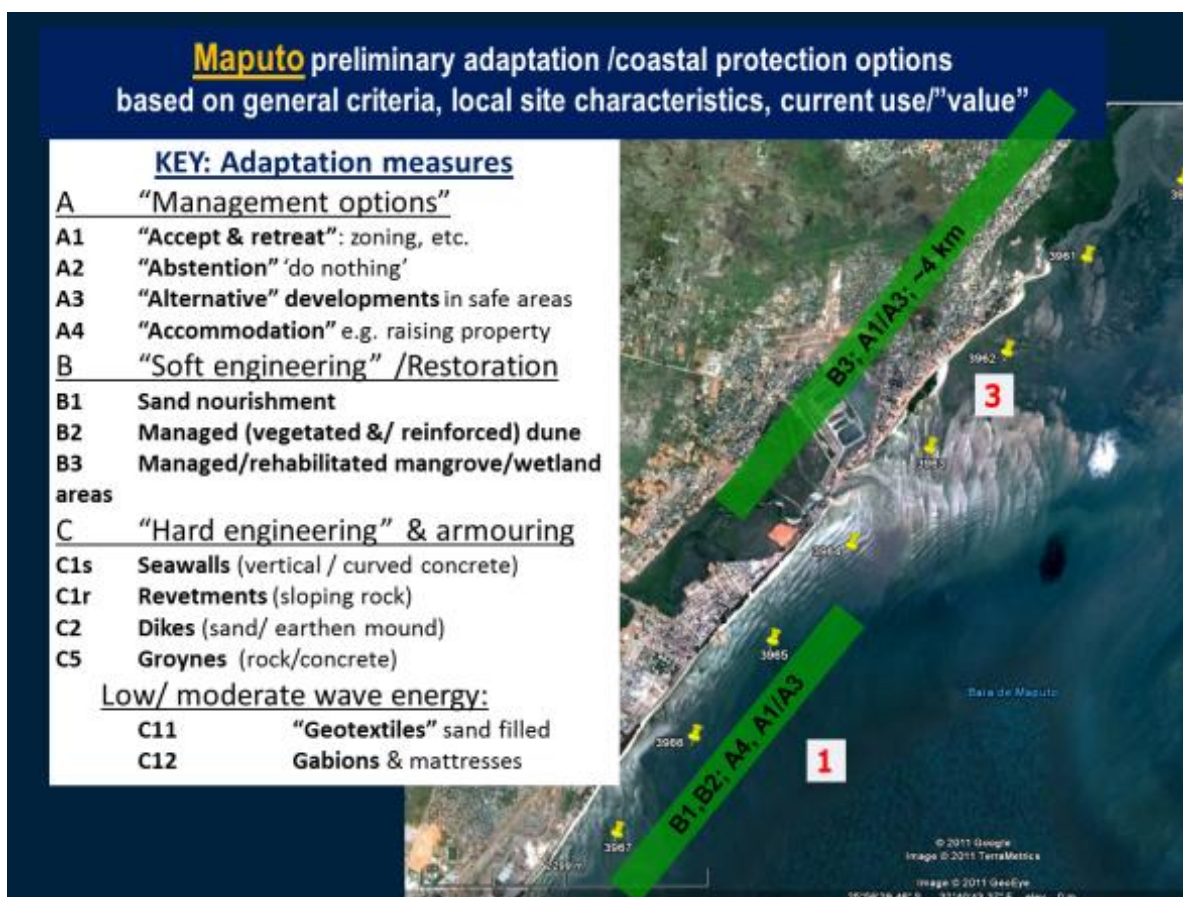 Maputo preliminary adaptation /coastal protection options
based on general criteria, local site characteristics, current use/"value"
KEY: Adaptation measures
A "Management options"
A1 "Accept & retreat": zoning, etc.
A2 "Abstention" 'do nothing'
A3 "Alternative" developments in safe areas
A4 "Accommodation" e.g. raising property
B "Soft engineering" /Restoration
B1 Sand nourishment
B2 Managed (vegetated &/ reinforced) dune
B3 Managed/rehabilitated mangrove/wetland
areas
C "Hard engineering" & armouring
C1s Seawalls (vertical / curved concrete)
C1r Revetments (sloping rock)
C2 Dikes (sand/ earthen mound)
C5 Groynes (rock/concrete)
Low/ moderate wave energy:
C11 "Geotextiles" sand filled
C12 Gabions & mattresses
B3; A1/A3; ~4 km
3961
3962
3
3963
3964
3965
Baia de Maputo
3966
B1,B2; A4, A1/A3
1
3967
© 2011 Google
Image © 2011 TerraMetrics
Image © 2011 GeoEye